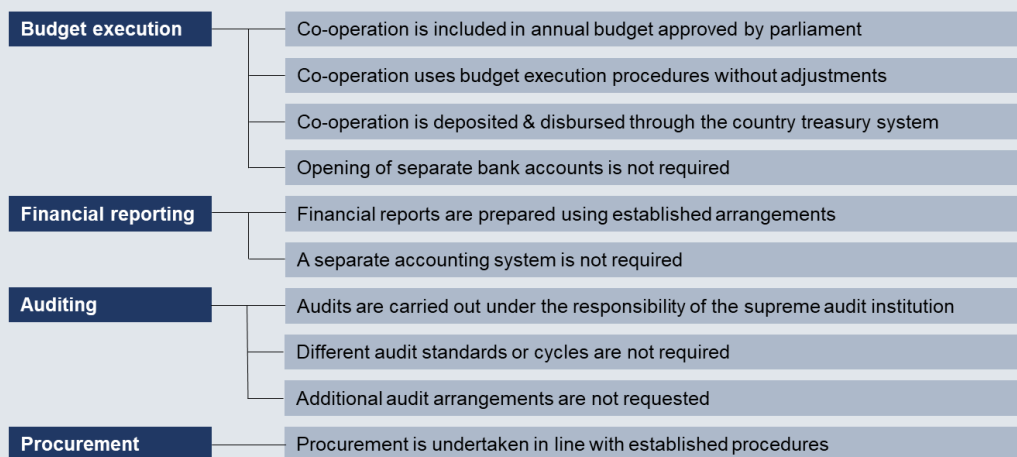 Budget execution
Co-operation is included in annual budget approved by parliament
Co-operation uses budget execution procedures without adjustments
Co-operation is deposited & disbursed through the country treasury system
Opening of separate bank accounts is not required
Financial reporting
Financial reports are prepared using established arrangements
A separate accounting system is not required
Auditing
Audits are carried out under the responsibility of the supreme audit institution
Different audit standards or cycles are not required
Additional audit arrangements are not requested
Procurement
Procurement is undertaken in line with established procedures